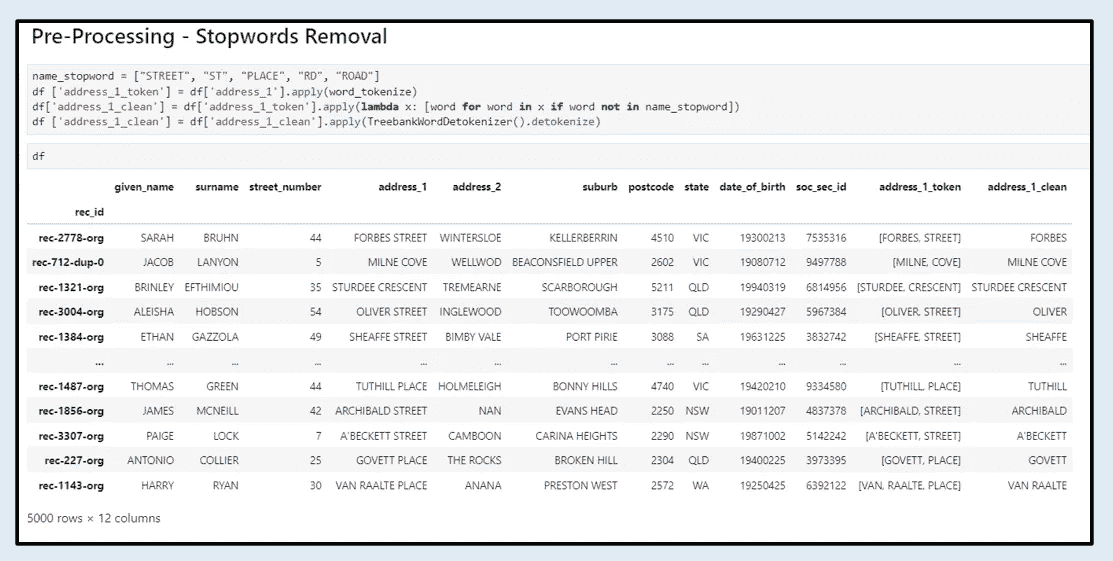 Pre-Processing - Stopwords Removal
name_stopword = ["STREET", "ST", "PLACE", "RD", "ROAD"]
df ['address_1_token'] = df['address_1'].apply(word_tokenize)
df['address_1_clean'] = df['address_1_token'].apply(lambda x: [word for word in x if word not in name_stopword])
df ['address_1_clean'] = df['address_1_clean'].apply(TreebankWordDetokenizer().detokenize)
df
given_name surname street_number address_1 address_2 suburb postcode state date_of_birth soc_sec_id address_1_token address_1_clean
rec_id
rec-2778-org SARAH BRUHN 44 FORBES STREET WINTERSLOE KELLERBERRIN 4510 VIC 19300213 7535316 [FORBES, STREET] FORBES
rec-712-dup-0 JACOB LANYON 5 MILNE COVE WELLWOD BEACONSFIELD UPPER 2602 VIC 19080712 9497788 [MILNE, COVE] MILNE COVE
rec-1321-org BRINLEY EFTHIMIOU 35 STURDEE CRESCENT TREMEARNE SCARBOROUGH 5211 QLD 19940319 6814956 [STURDEE, CRESCENT] STURDEE CRESCENT
rec-3004-org ALEISHA HOBSON 54 OLIVER STREET INGLEWOOD TOOWOOMBA 3175 QLD 19290427 5967384 [OLIVER, STREET] OLIVER
rec-1384-org ETHAN GAZZOLA 49 SHEAFFE STREET BIMBY VALE PORT PIRIE 3088 SA 19631225 3832742 [SHEAFFE, STREET] SHEAFFE
... ... ... ... ... ... ... ... ... ... ... ... ...
rec-1487-org THOMAS GREEN 44 TUTHILL PLACE HOLMELEIGH BONNY HILLS 4740 VIC 19420210 9334580 [TUTHILL, PLACE] TUTHILL
rec-1856-org JAMES MCNEILL 42 ARCHIBALD STREET NAN EVANS HEAD 2250 NSW 19011207 4837378 [ARCHIBALD, STREET] ARCHIBALD
rec-3307-org PAIGE LOCK 7 A'BECKETT STREET CAMBOON CARINA HEIGHTS 2290 NSW 19871002 5142242 [A'BECKETT, STREET] A'BECKETT
rec-227-org ANTONIO COLLIER 25 GOVETT PLACE THE ROCKS BROKEN HILL 2304 QLD 19400225 3973395 [GOVETT, PLACE] GOVETT
rec-1143-org HARRY RYAN 30 VAN RAALTE PLACE ANANA PRESTON WEST 2572 WA 19250425 6392122 [VAN, RAALTE, PLACE] VAN RAALTE
5000 rows × 12 columns